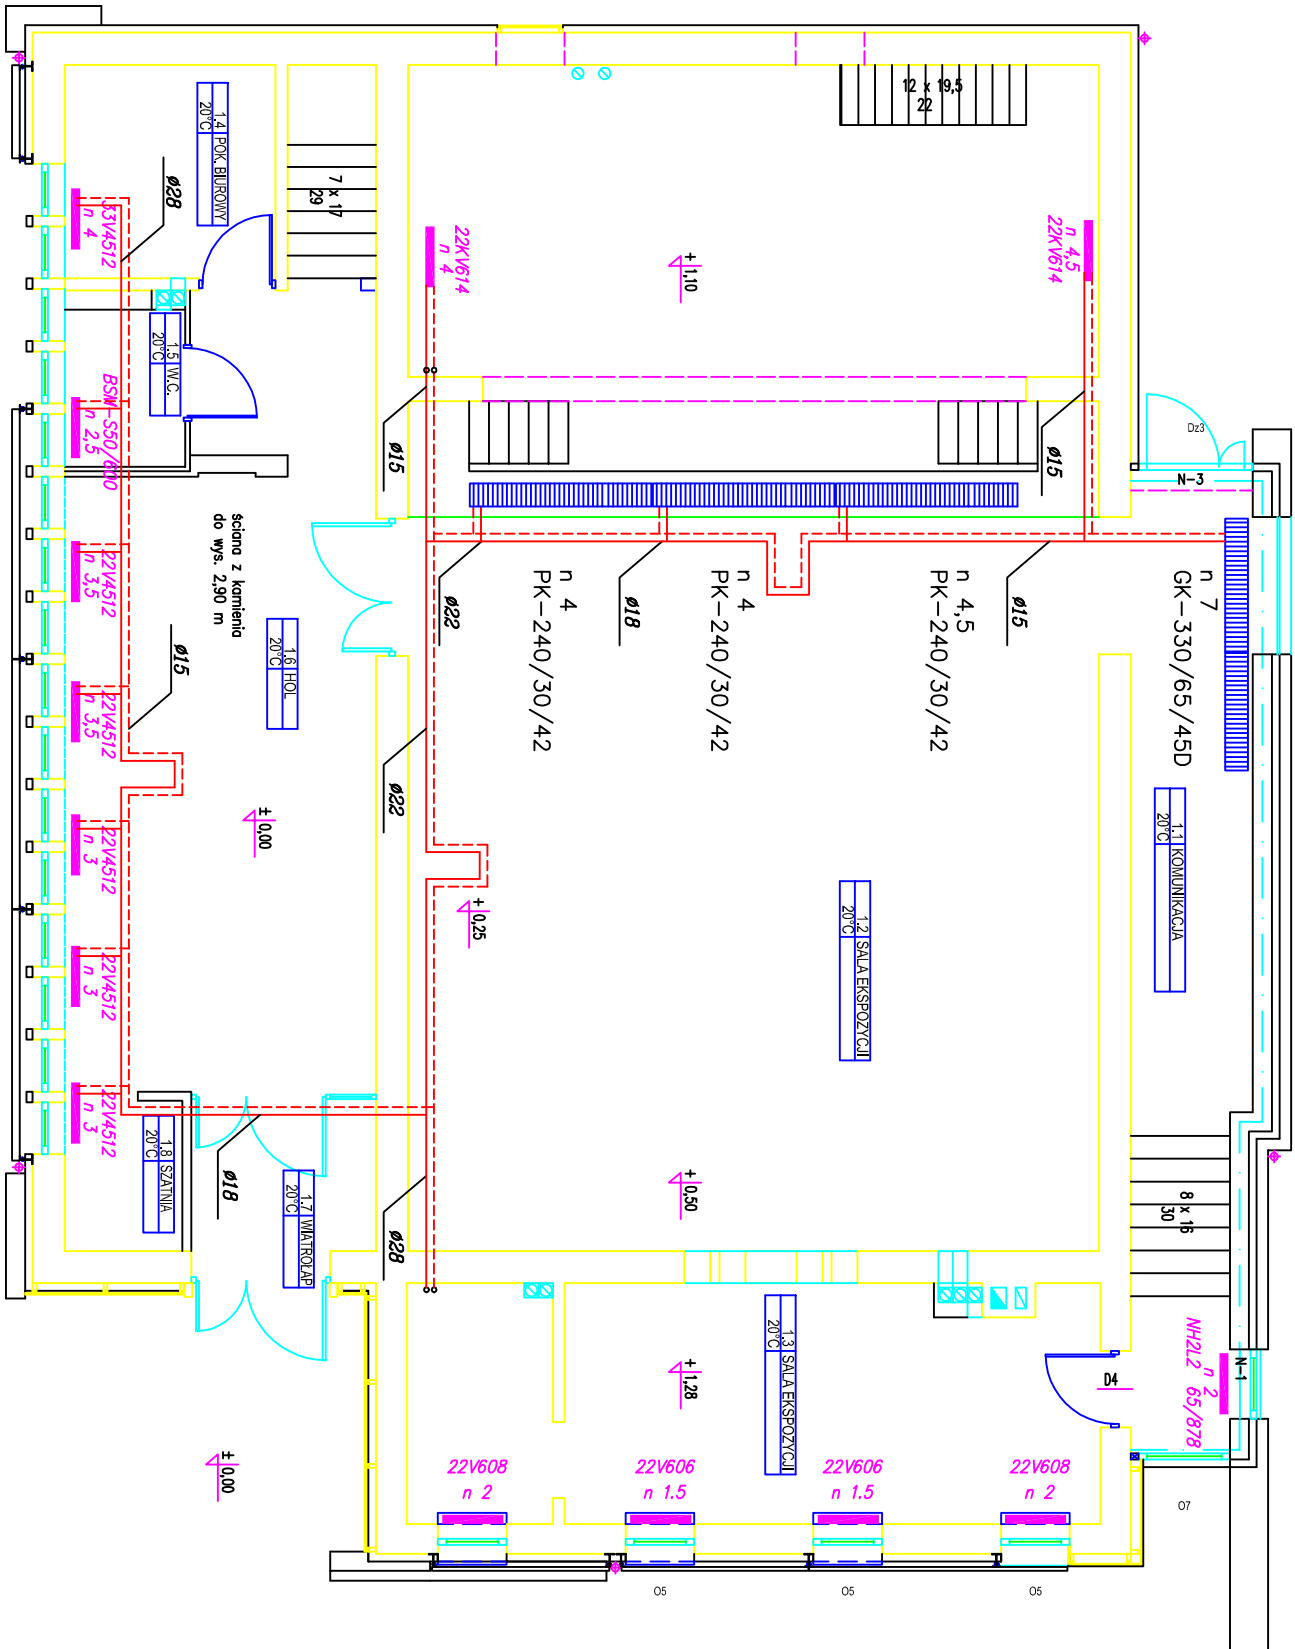 12 x 19,5
22
1.4 POK. BIUROWY
20°C
7 x 17
29
ø28
33V4512
n 4
22KV614
n 4
n 4,5
22KV614
+ 1,10
1.5 W.C.
20°C
BSM-S50/600
n 2,5
ø15
ø15
Dz3
N-3
ściana z kamienia
do wys. 2,90 m
22V4512
n 3,5
ø15
22V4512
n 3,5
1.6 HOL
20°C
ø22
n 4
PK-240/30/42
ø18
n 4
PK-240/30/42
n 4,5
PK-240/30/42
ø15
n 7
GK-330/65/45D
ø22
± 0,00
22V4512
n 3
1.1 KOMUNIKACJA
20°C
+ 0,25
1.2 SALA EKSPOZYCJI
20°C
22V4512
n 3
22V4512
n 3
1.8 SZATNIA
20°C
ø18
1.7 WIATROŁAP
20°C
ø28
+ 0,50
8 x 16
30
1.3 SALA EKSPOZYCJI
20°C
+ 1,28
D4
n 2
NH2L2 65/878
N-1
± 0,00
22V608
n 2
22V606
n 1.5
22V606
n 1.5
22V608
n 2
O7
O5
O5
O5